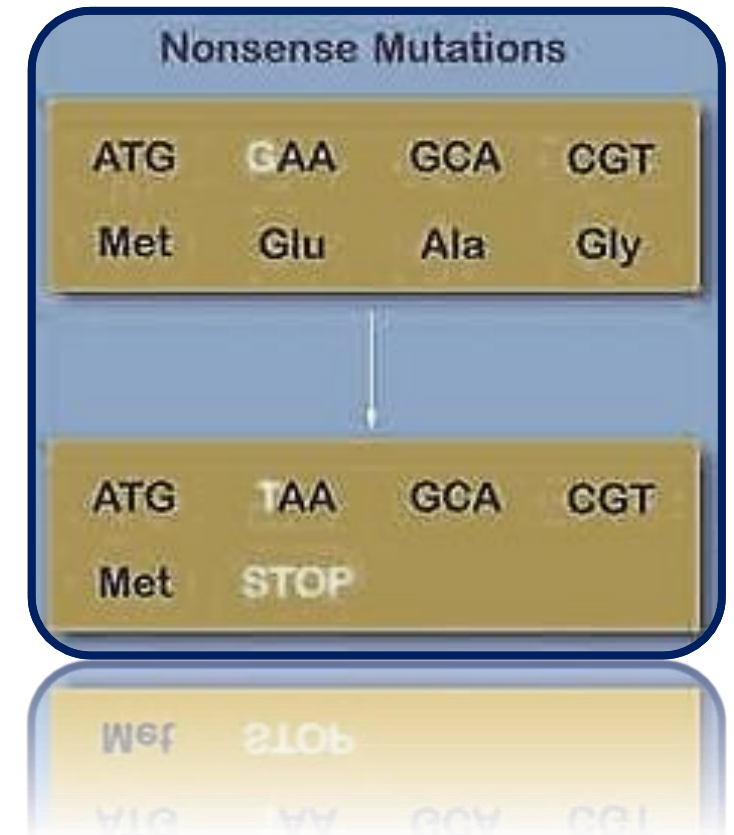 Nonsense Mutations
ATG GAA GCA CGT
Met Glu Ala Gly
ATG TAA GCA CGT
Met STOP